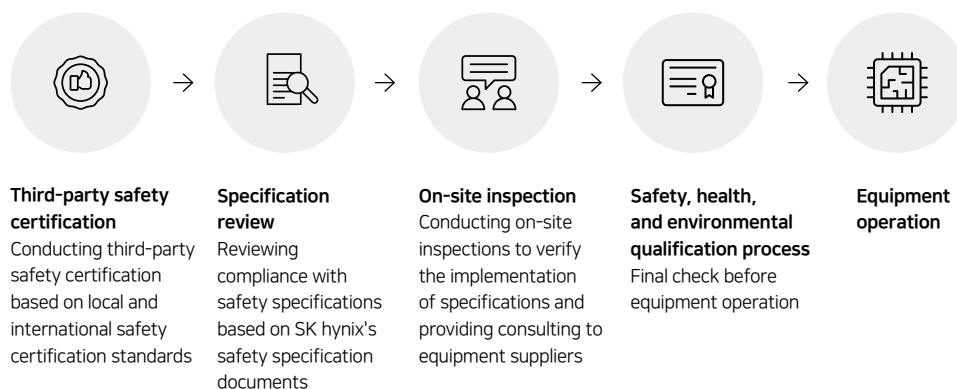 Third-party safety
certification
Conducting third-party
safety certification
based on local and
international safety
certification standards
Specification
review
Reviewing
compliance with
safety specifications
based on SK hynix's
safety specification
documents
On-site inspection
Conducting on-site
inspections to verify
the implementation
of specifications and
providing consulting to
equipment suppliers
Safety, health,
and environmental
qualification process
Final check before
equipment operation
Equipment
operation